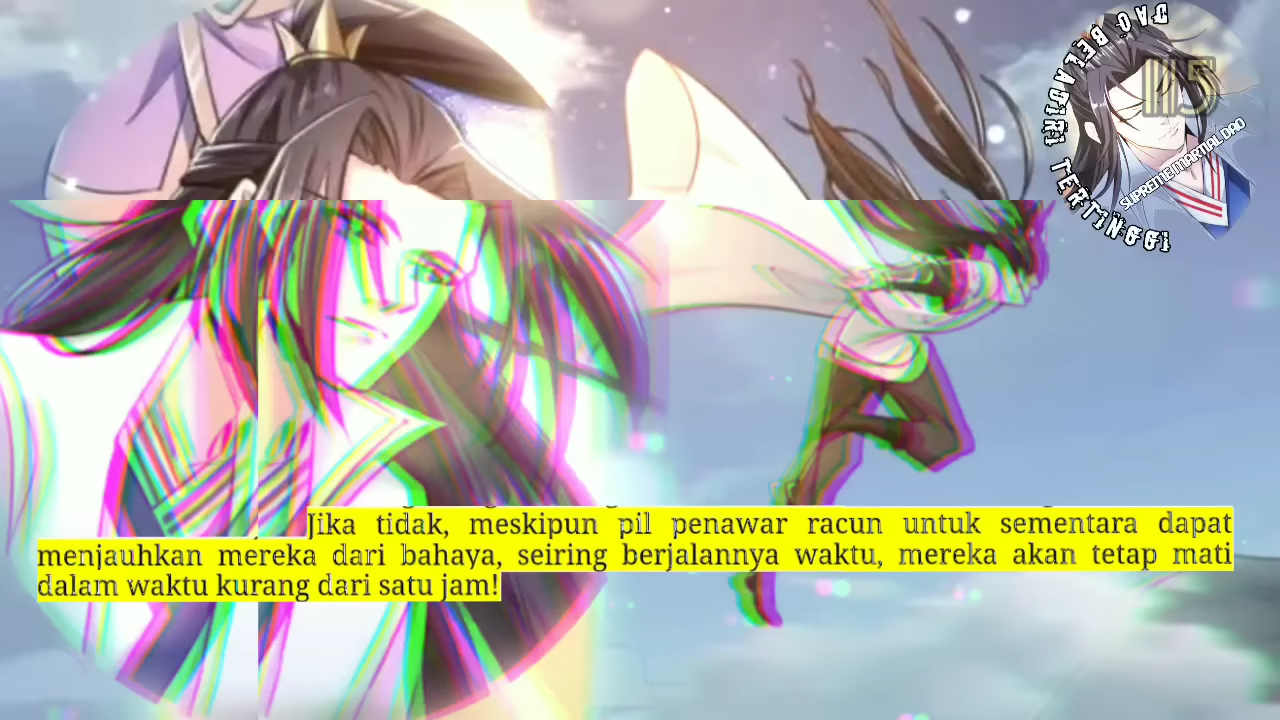 DAO BELADIRI TERTINGGI
115
SUPREME MARTIAL DAO
Jika tidak, meskipun pil penawar racun untuk sementara dapat
menjauhkan mereka dari bahaya, seiring berjalannya waktu, mereka akan tetap mati
dalam waktu kurang dari satu jam!